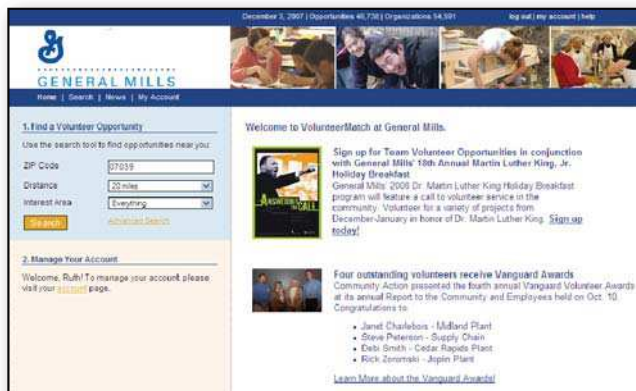 December 3, 2007 | Opportunities 46,738 | Organizations 54,591
log out | my account | help
GENERAL MILLS
Home | Search | News | My Account
1. Find a Volunteer Opportunity
Use the search tool to find opportunities near you:
ZIP Code 07039
Distance 20 miles
Interest Area Everything
Search Advanced Search
2. Manage Your Account
Welcome, Ruth! To manage your account please
visit your account page.
Welcome to VolunteerMatch at General Mills.
ANSWERING THE CALL
Sign up for Team Volunteer Opportunities in conjunction
with General Mills' 18th Annual Martin Luther King, Jr.
Holiday Breakfast
General Mills' 2008 Dr. Martin Luther King Holiday Breakfast
program will feature a call to volunteer service in the
community. Volunteer for a variety of projects from
December-January in honor of Dr. Martin Luther King. Sign up
today!
Four outstanding volunteers receive Vanguard Awards
Community Action presented the fourth annual Vanguard Volunteer Awards
at its annual Report to the Community and Employees held on Oct. 10.
Congratulations to:
• Janet Charlebois - Midland Plant
• Steve Peterson - Supply Chain
• Debi Smith - Cedar Rapids Plant
• Rick Zoromski - Joplin Plant
Learn More about the Vanguard Awards!